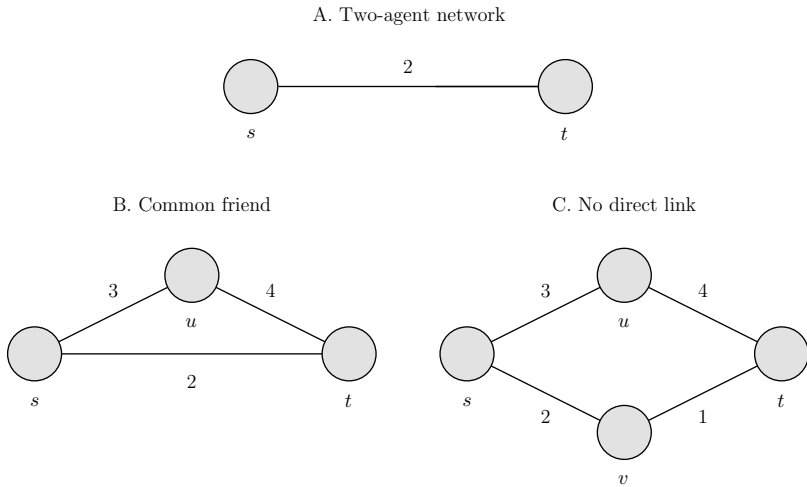 A. Two-agent network
2
s
t
B. Common friend
3
4
u
2
s
t
C. No direct link
3
4
u
s
t
2
1
v